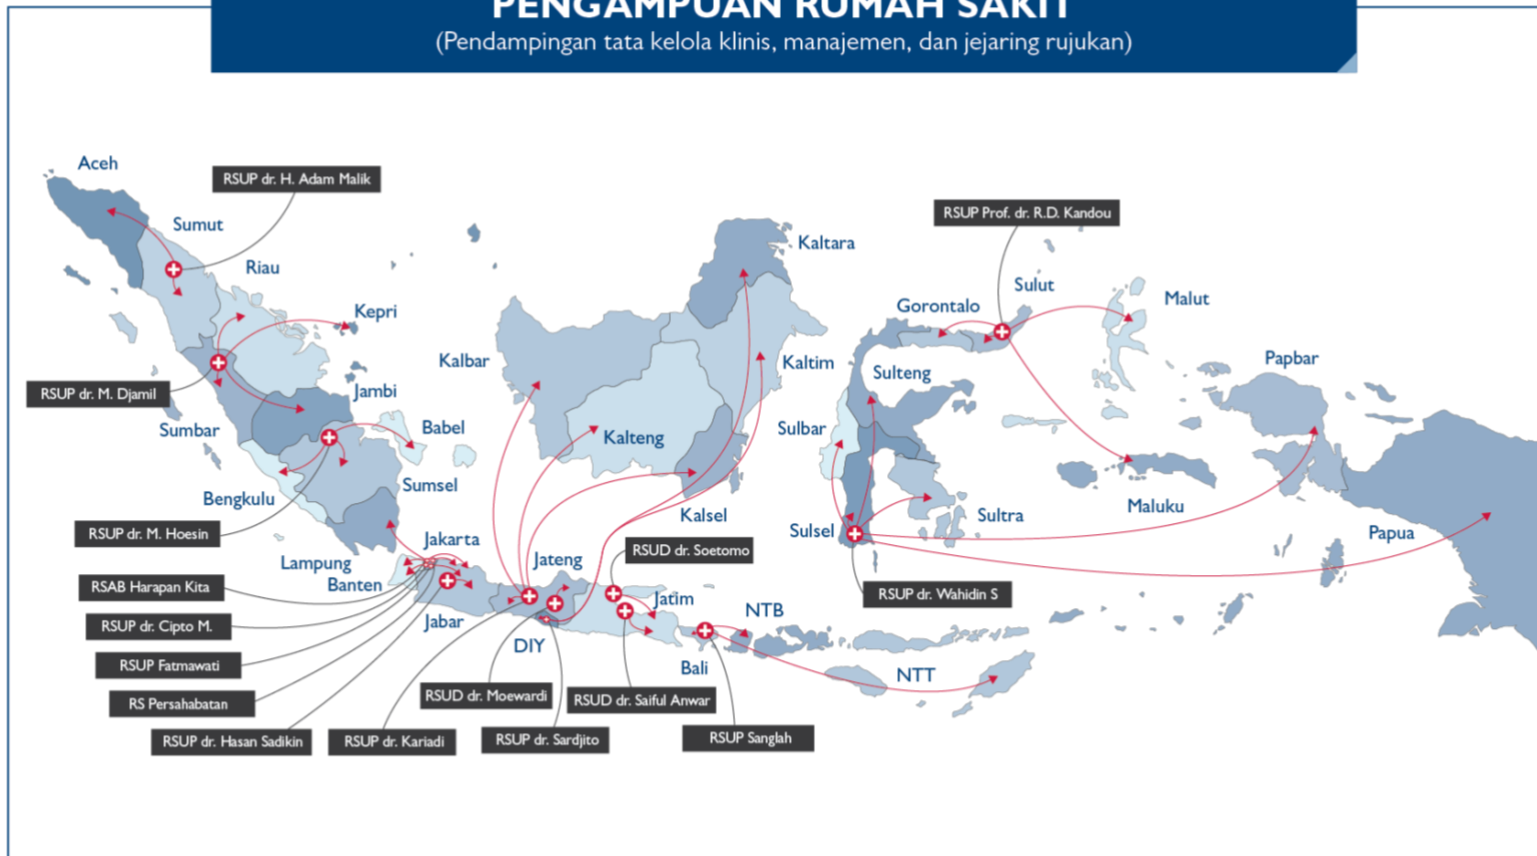 PENGAMPUAN RUMAH SAKIT
(Pendampingan tata kelola klinis, manajemen, dan jejaring rujukan)
Aceh
RSUP dr. H. Adam Malik
Sumut
Riau
Kepri
RSUP dr. M. Djamil
Jambi
Sumbar
Babel
Bengkulu
Sumsel
RSUP dr. M. Hoesin
Lampung
Jakarta
Banten
RSAB Harapan Kita
RSUP dr. Cipto M.
RSUP Fatmawati
RS Persahabatan
RSUP dr. Hasan Sadikin
Jabar
RSUP dr. Kariadi
Jateng
DIY
RSUD dr. Moewardi
RSUP dr. Sardjito
RSUD dr. Soetomo
Jatim
RSUD dr. Saiful Anwar
Bali
RSUP Sanglah
NTB
NTT
Kalbar
Kalteng
Kalsel
Kaltim
Kaltara
RSUP Prof. dr. R.D. Kandou
Sulut
Gorontalo
Malut
Sulteng
Sulbar
Sulsel
Sultra
RSUP dr. Wahidin S
Maluku
Papbar
Papua